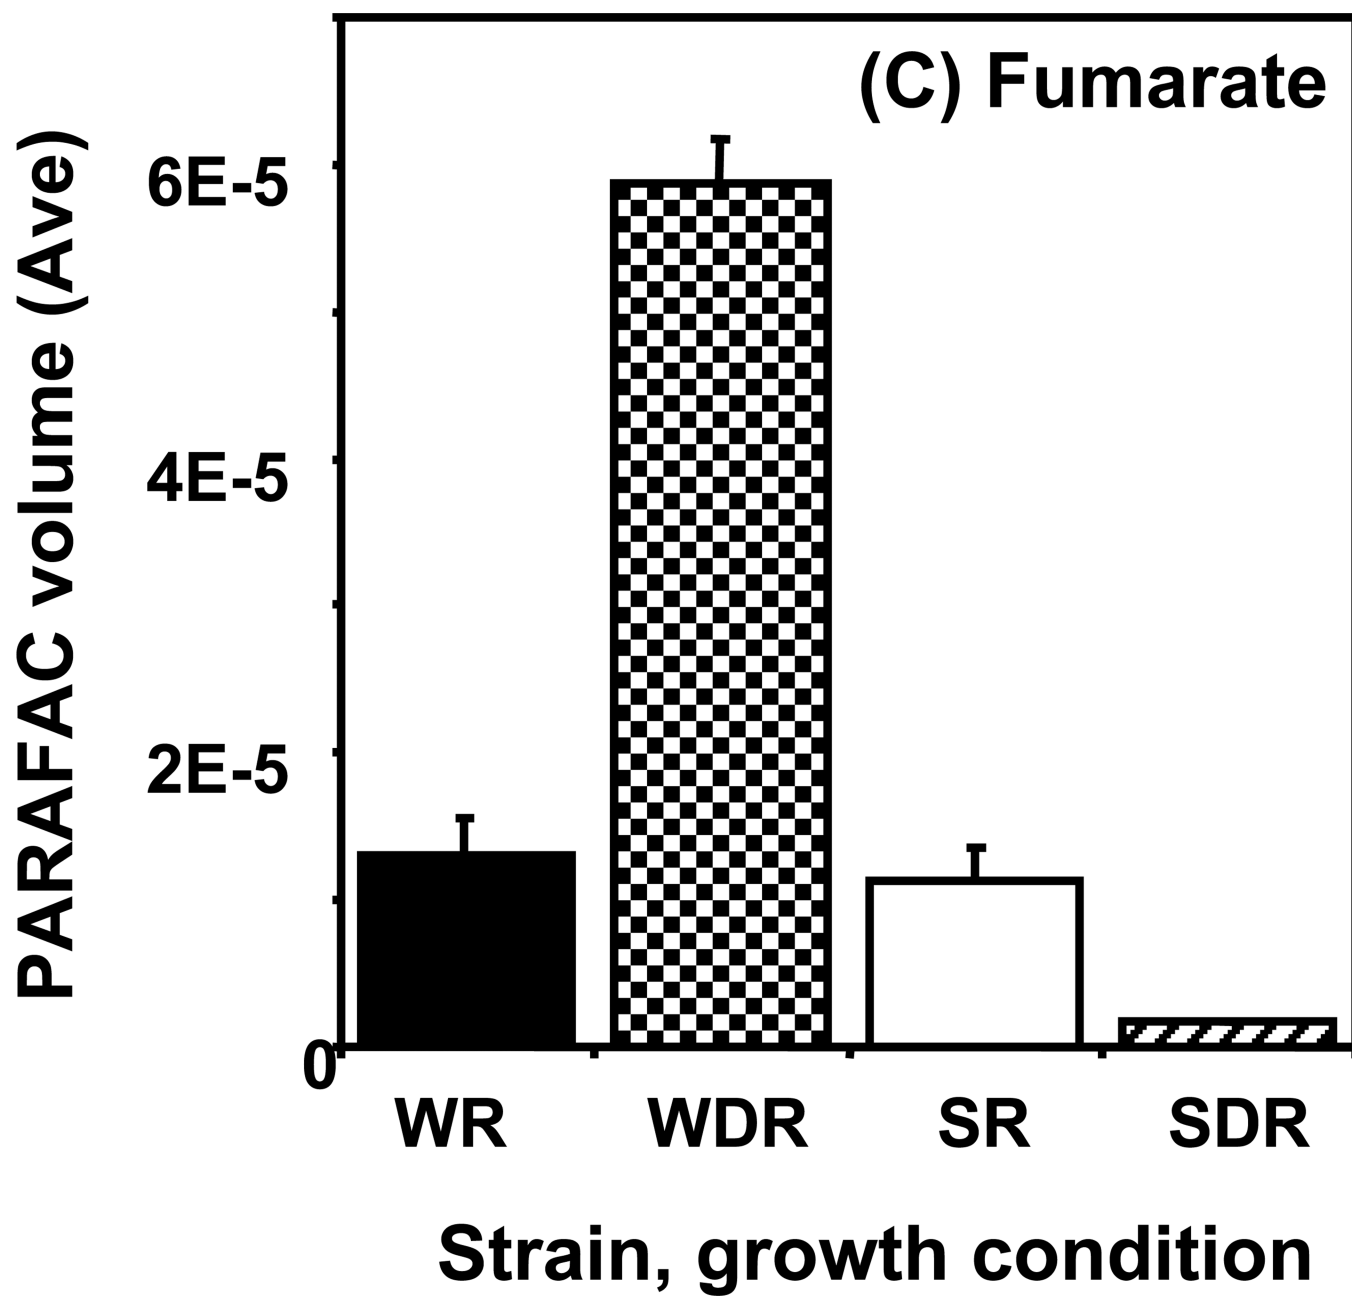 (C) Fumarate
PARAFAC volume (Ave)
6E-5
4E-5
2E-5
0
WR WDR SR SDR
Strain, growth condition